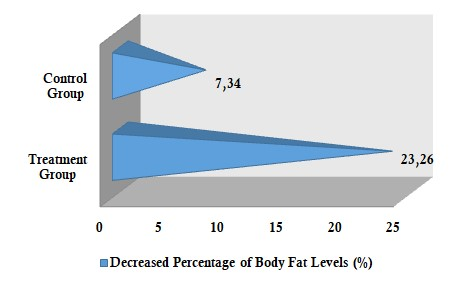 Control
Group
7,34
Treatment
Group
23,26
0 5 10 15 20 25
Decreased Percentage of Body Fat Levels (%)